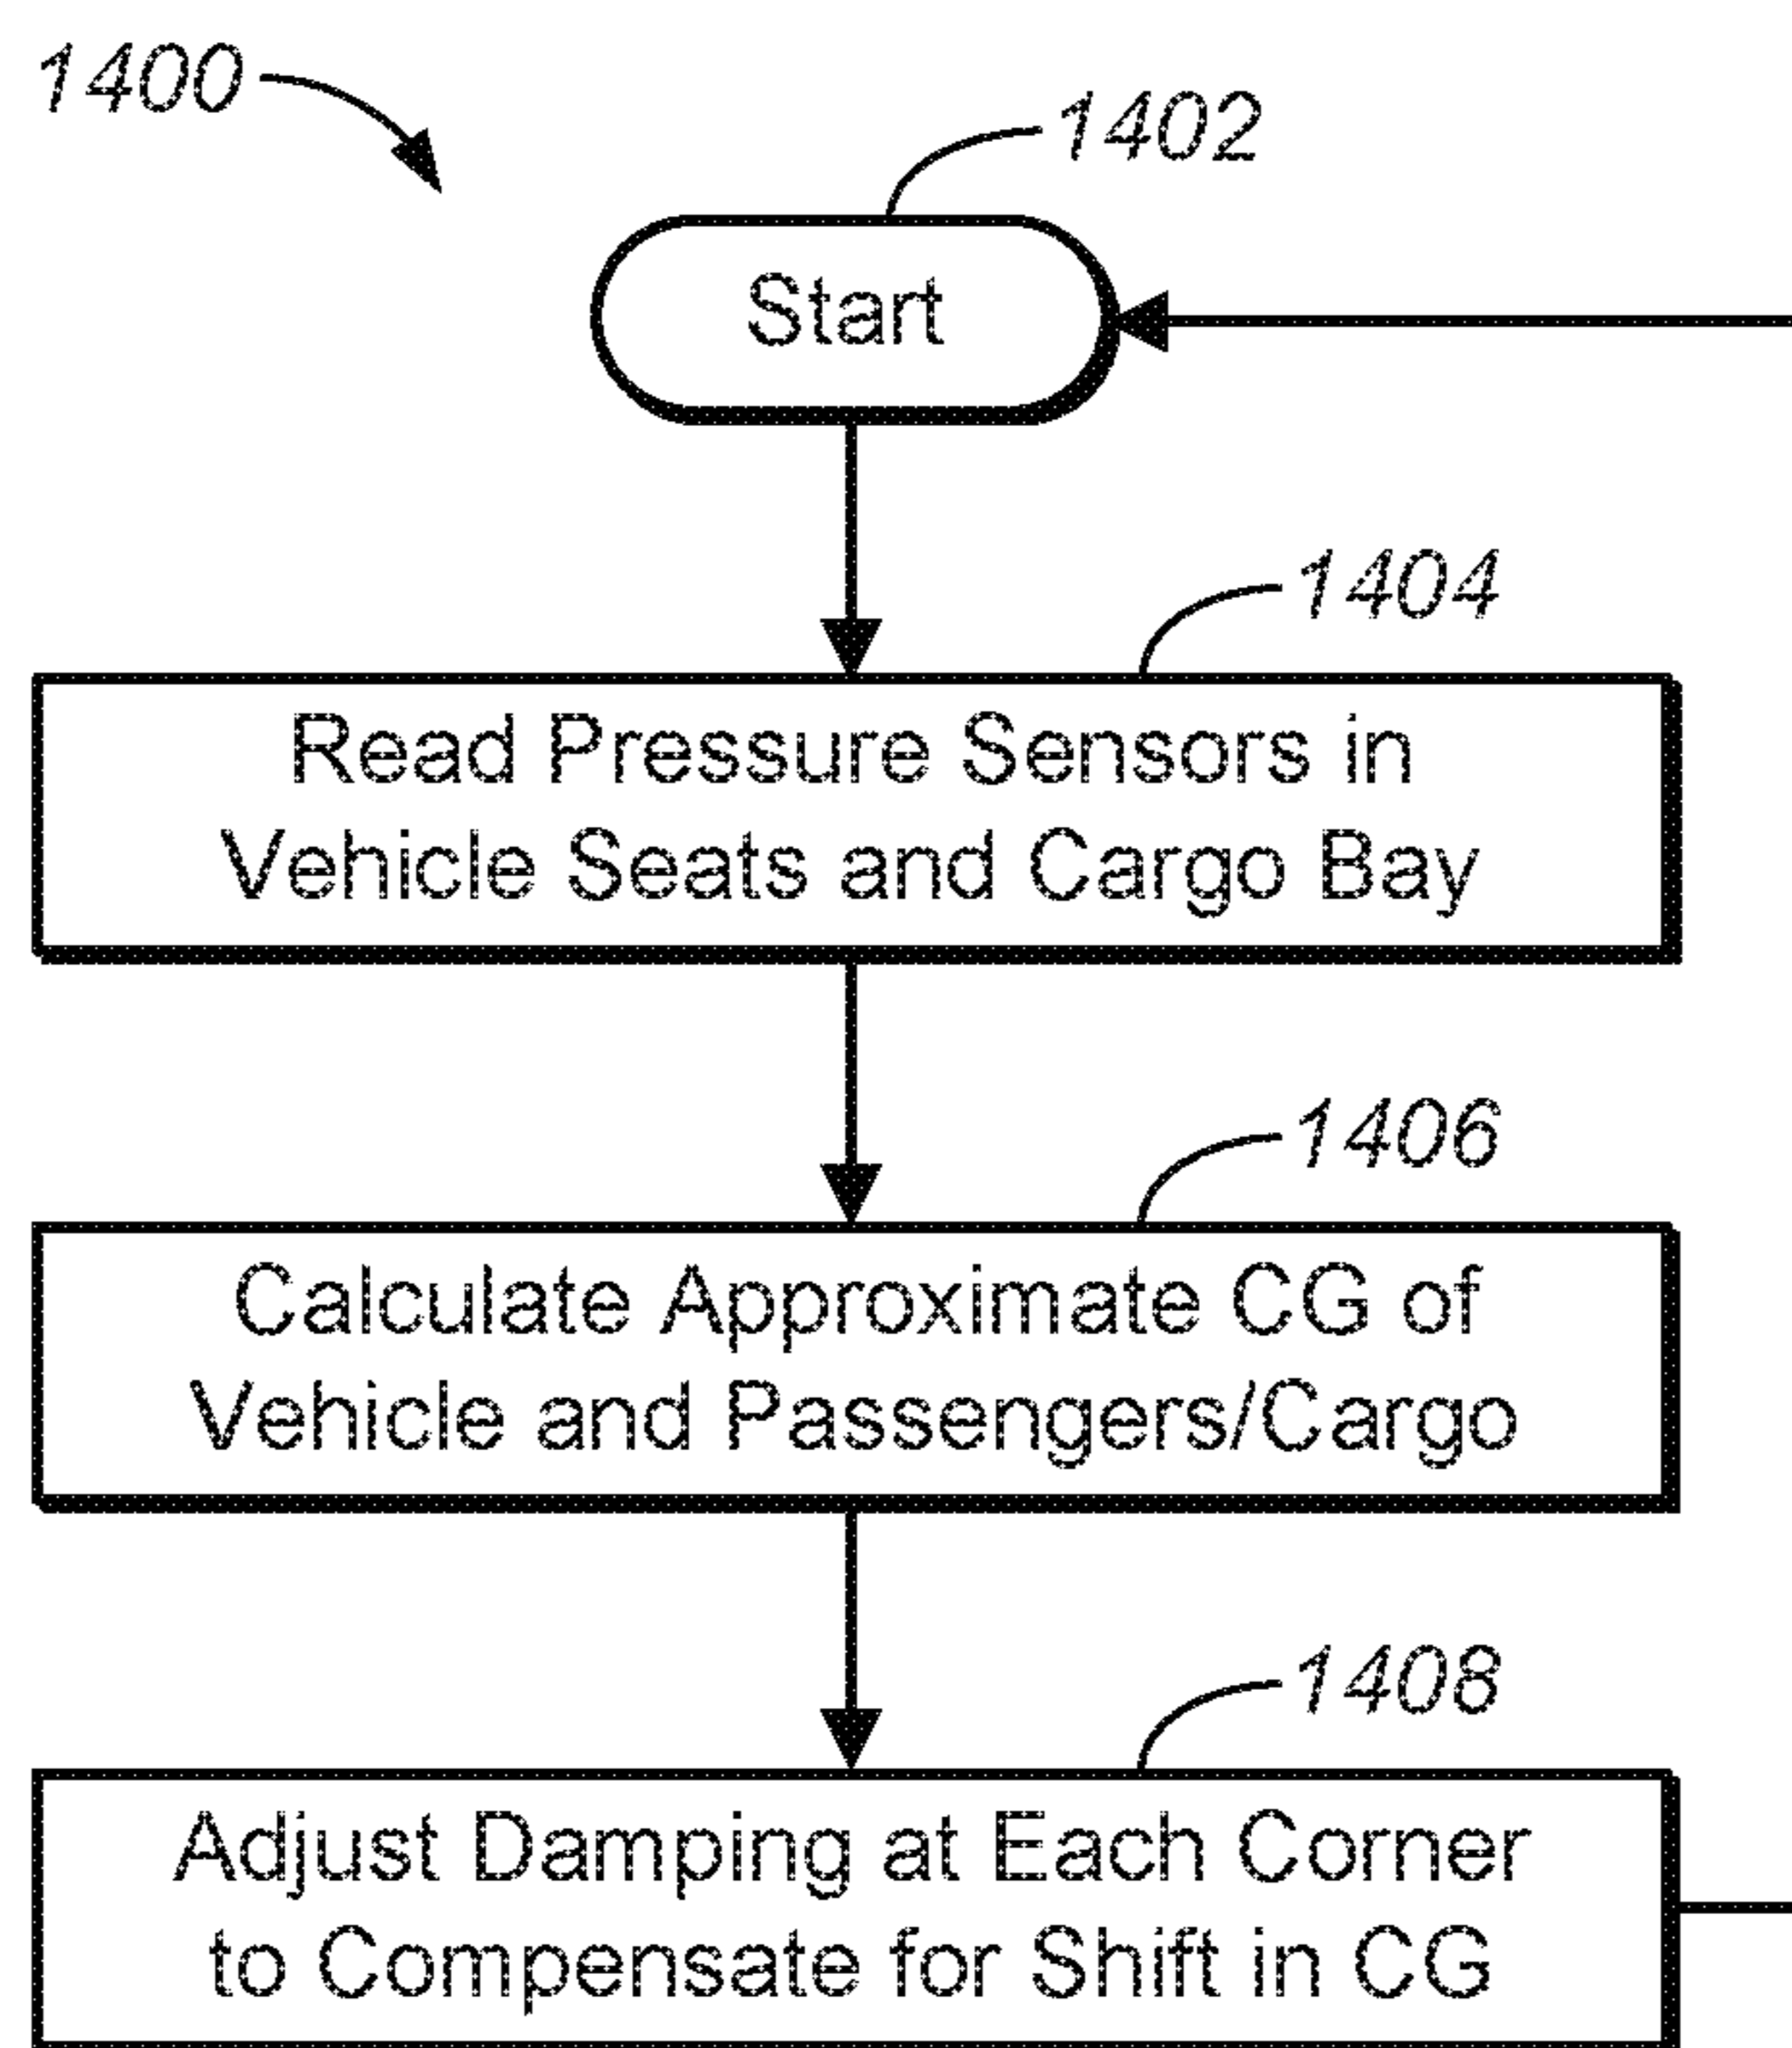 1400
1402
Start
1404
Read Pressure Sensors in
Vehicle Seats and Cargo Bay
1406
Calculate Approximate CG of
Vehicle and Passengers/Cargo
1408
Adjust Damping at Each Corner
to Compensate for Shift in CG